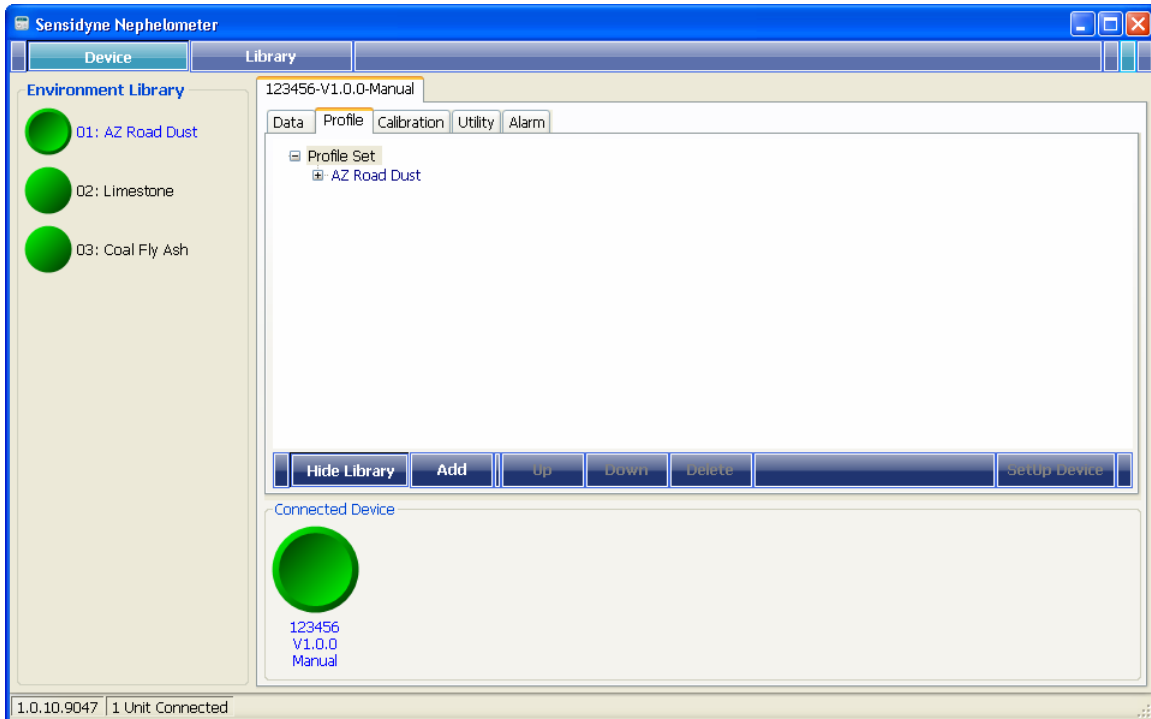 Sensidyne Nephelometer
Device Library
Environment Library
01: AZ Road Dust
02: Limestone
03: Coal Fly Ash
123456-V1.0.0-Manual
Data Profile Calibration Utility Alarm
Profile Set
AZ Road Dust
Hide Library Add Up Down Delete SetUp Device
Connected Device
123456
V1.0.0
Manual
1.0.10.9047 1 Unit Connected